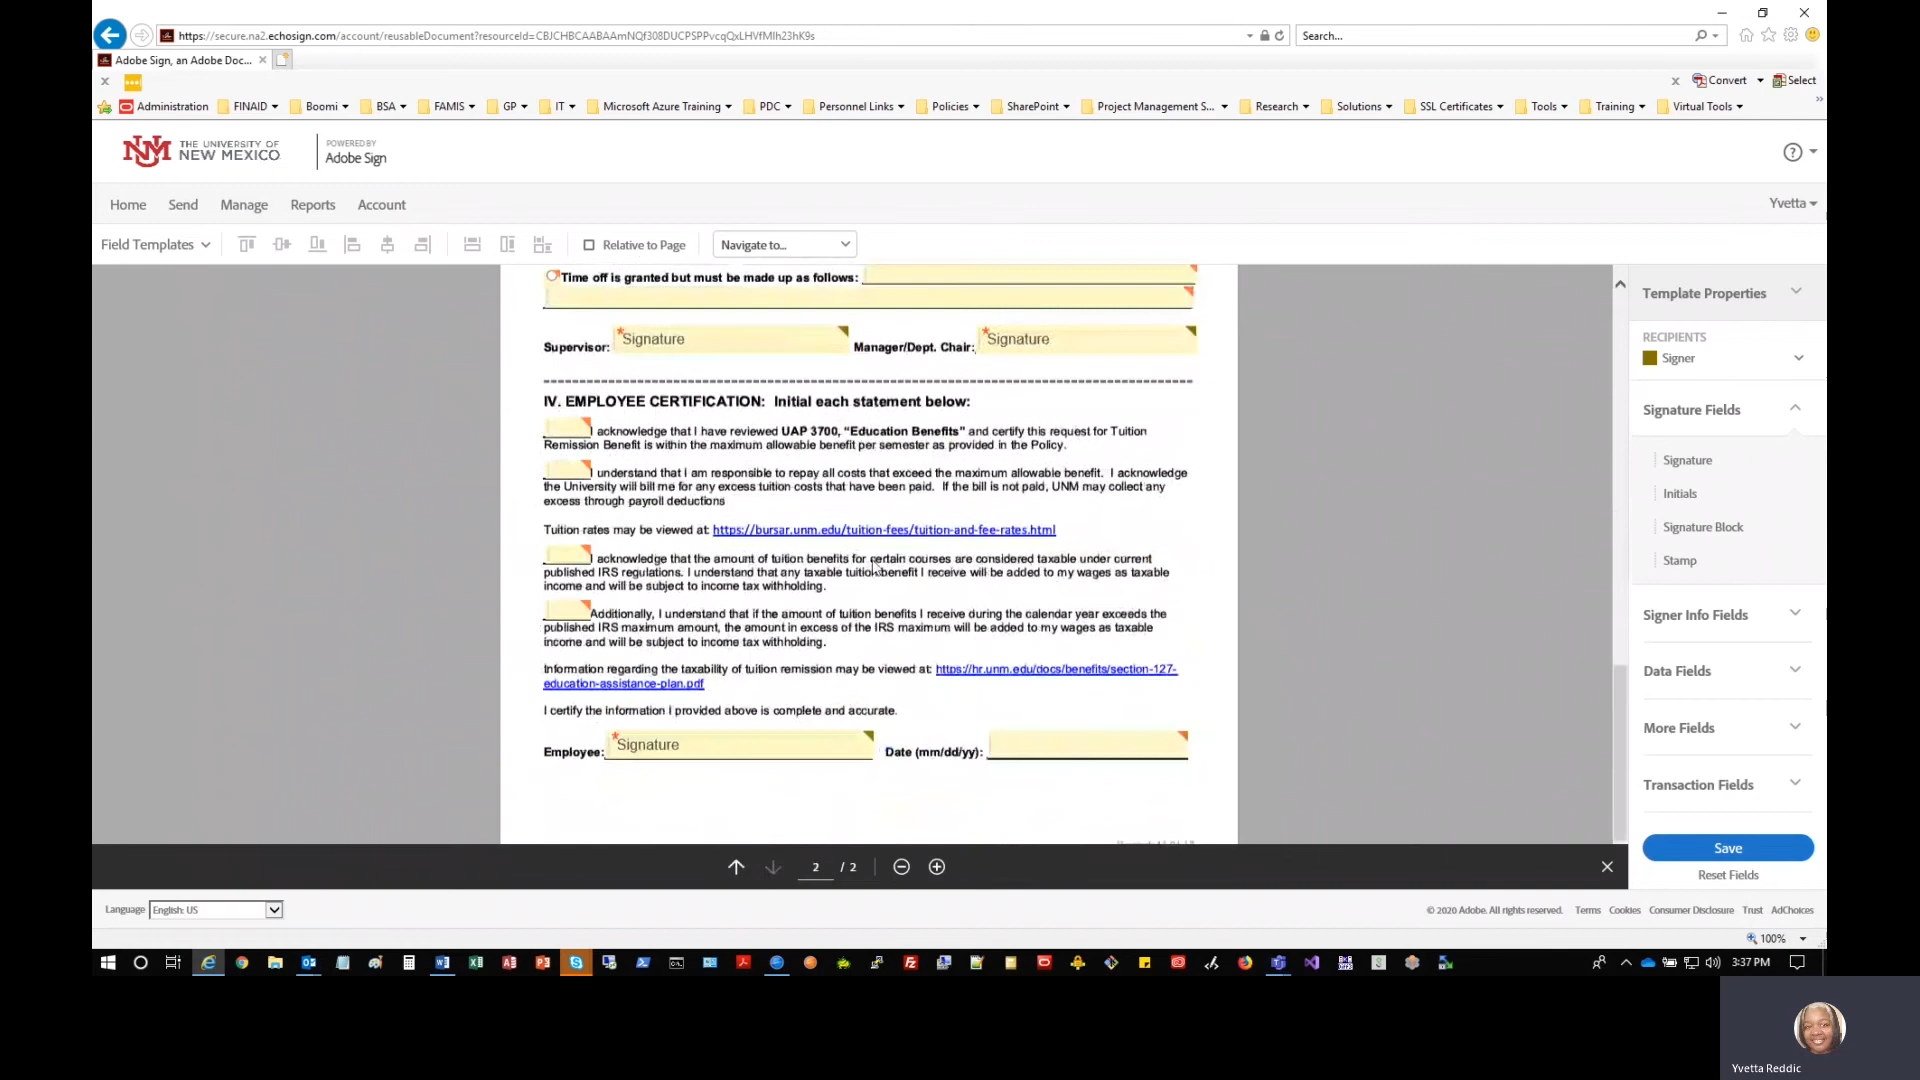 https://secure.na2.echosign.com/account/reusableDocument?resourceId=CBJCHBCAABAAmNQf308DUCPSPPvcqQxLHVfMIh23hK9s
Search...
Adobe Sign, an Adobe Doc...
Convert
Select
Administration FINAID Boomi BSA FAMIS GP IT Microsoft Azure Training PDC Personnel Links Policies SharePoint Project Management S... Research Solutions SSL Certificates Tools Training Virtual Tools
THE UNIVERSITY OF
NEW MEXICO
POWERED BY
Adobe Sign
Home Send Manage Reports Account
Yvetta
Field Templates
Relative to Page
Navigate to...
Time off is granted but must be made up as follows:
Supervisor: *Signature Manager/Dept. Chair: *Signature
IV. EMPLOYEE CERTIFICATION: Initial each statement below:
I acknowledge that I have reviewed UAP 3700, “Education Benefits” and certify this request for Tuition
Remission Benefit is within the maximum allowable benefit per semester as provided in the Policy.
I understand that I am responsible to repay all costs that exceed the maximum allowable benefit. I acknowledge
the University will bill me for any excess tuition costs that have been paid. If the bill is not paid, UNM may collect any
excess through payroll deductions
Tuition rates may be viewed at: https://bursar.unm.edu/tuition-fees/tuition-and-fee-rates.html
I acknowledge that the amount of tuition benefits for certain courses are considered taxable under current
published IRS regulations. I understand that any taxable tuition benefit I receive will be added to my wages as taxable
income and will be subject to income tax withholding.
Additionally, I understand that if the amount of tuition benefits I receive during the calendar year exceeds the
published IRS maximum amount, the amount in excess of the IRS maximum will be added to my wages as taxable
income and will be subject to income tax withholding.
Information regarding the taxability of tuition remission may be viewed at: https://hr.unm.edu/docs/benefits/section-127-
education-assistance-plan.pdf
I certify the information I provided above is complete and accurate.
Employee: *Signature Date (mm/dd/yy):
Template Properties
RECIPIENTS
Signer
Signature Fields
Signature
Initials
Signature Block
Stamp
Signer Info Fields
Data Fields
More Fields
Transaction Fields
Save
Reset Fields
2 / 2
Language English: US
© 2020 Adobe. All rights reserved. Terms Cookies Consumer Disclosure Trust AdChoices
100%
3:37 PM
Yvetta Reddic